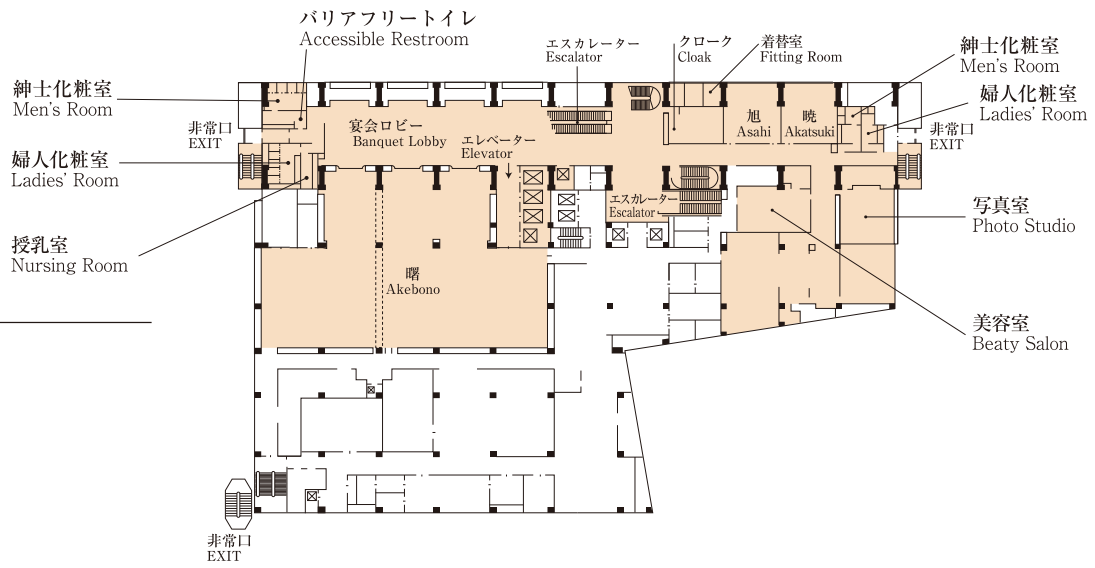 バリアフリートイレ
Accessible Restroom
エスカレーター
Escalator
クローク
Cloak
着替室
Fitting Room
紳士化粧室
Men's Room
婦人化粧室
Ladies' Room
紳士化粧室
Men's Room
非常口
EXIT
婦人化粧室
Ladies' Room
授乳室
Nursing Room
宴会ロビー
Banquet Lobby
エレベーター
Elevator
旭
Asahi
暁
Akatsuki
非常口
EXIT
エスカレーター
Escalator
写真室
Photo Studio
曙
Akebono
美容室
Beaty Salon
非常口
EXIT